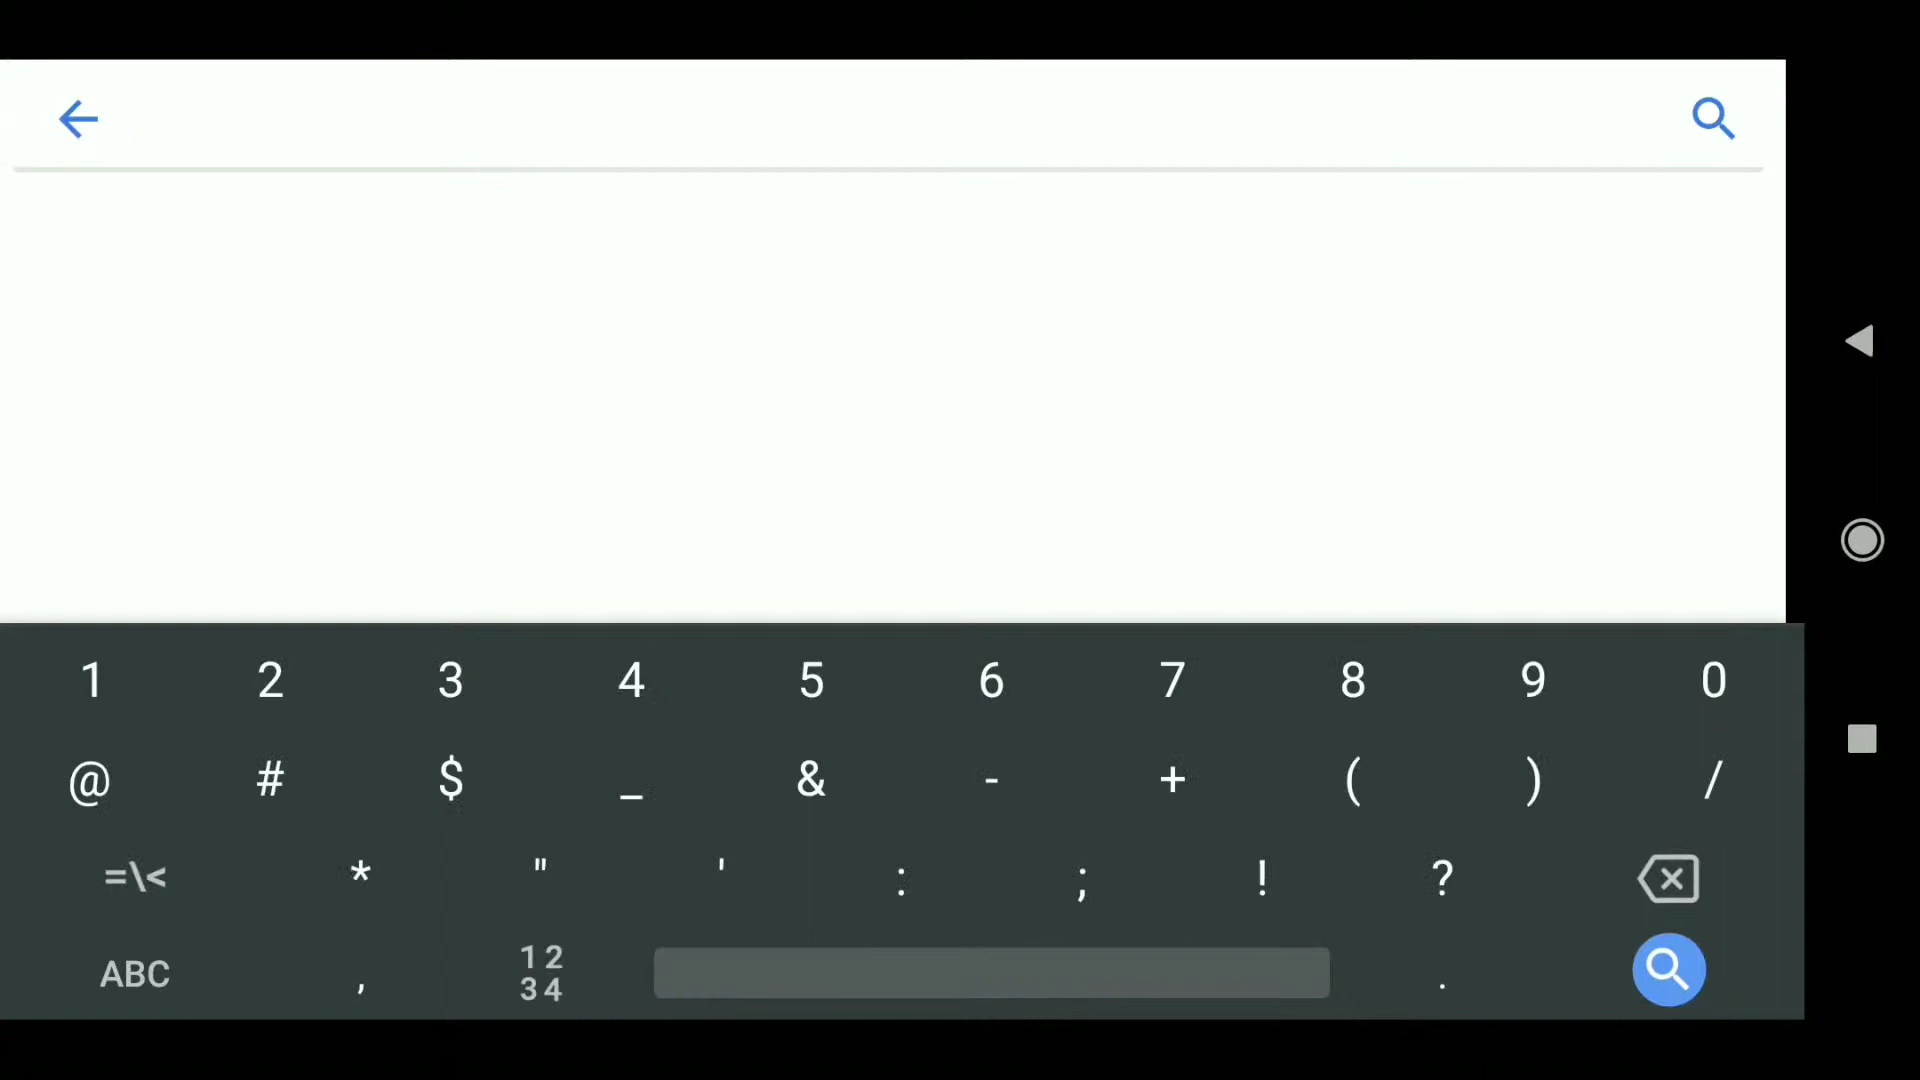 1 2 3 4 5 6 7 8 9 0
@ # $ _ & - + ( ) /
=\< * " ' : ; ! ?
ABC , 12 34 .